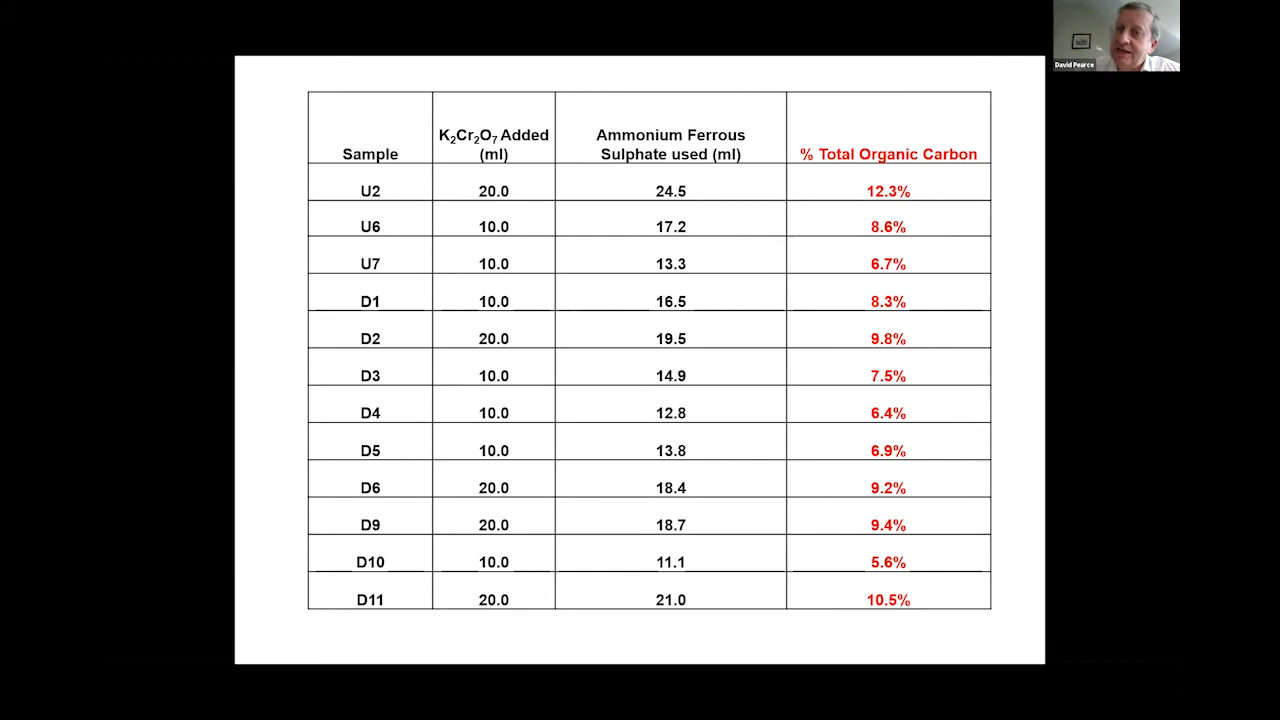 David Pearce
Sample
K₂Cr₂O₇ Added
(ml)
Ammonium Ferrous
Sulphate used (ml)
% Total Organic Carbon
U2 20.0 24.5 12.3%
U6 10.0 17.2 8.6%
U7 10.0 13.3 6.7%
D1 10.0 16.5 8.3%
D2 20.0 19.5 9.8%
D3 10.0 14.9 7.5%
D4 10.0 12.8 6.4%
D5 10.0 13.8 6.9%
D6 20.0 18.4 9.2%
D9 20.0 18.7 9.4%
D10 10.0 11.1 5.6%
D11 20.0 21.0 10.5%